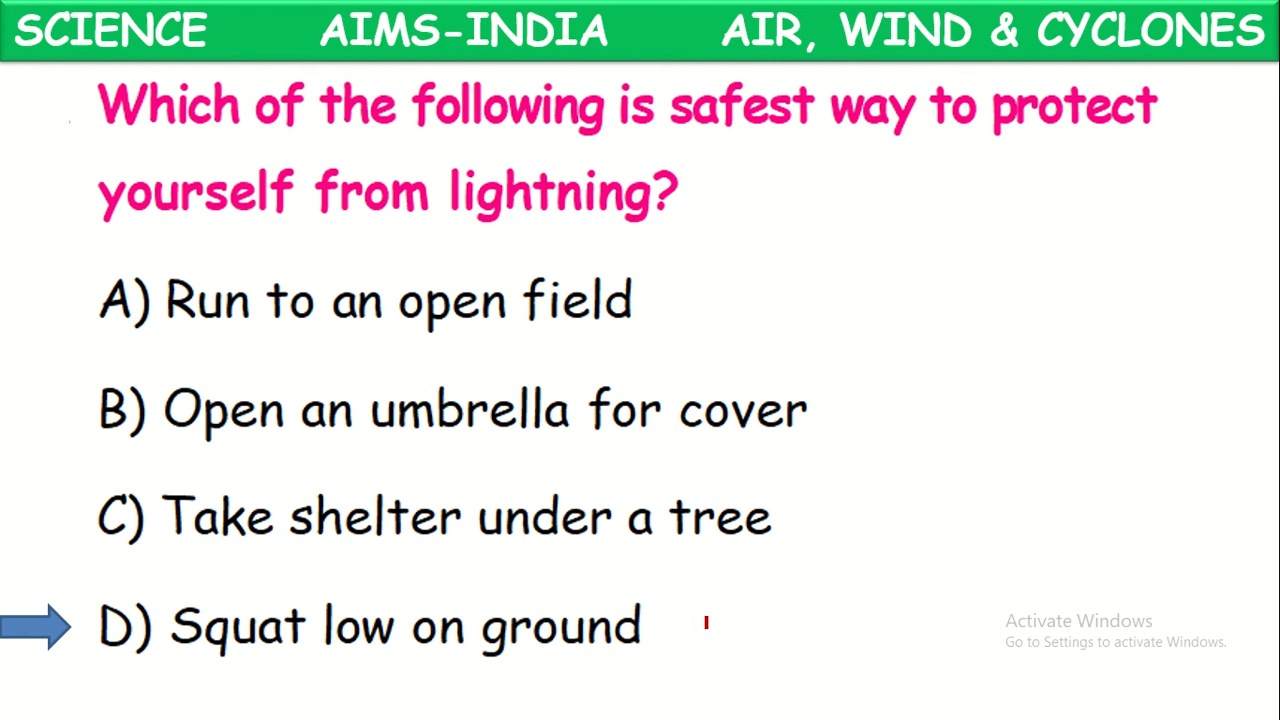 SCIENCE AIMS-INDIA AIR, WIND & CYCLONES
Which of the following is safest way to protect
yourself from lightning?
A) Run to an open field
B) Open an umbrella for cover
C) Take shelter under a tree
D) Squat low on ground
Activate Windows
Go to Settings to activate Windows.